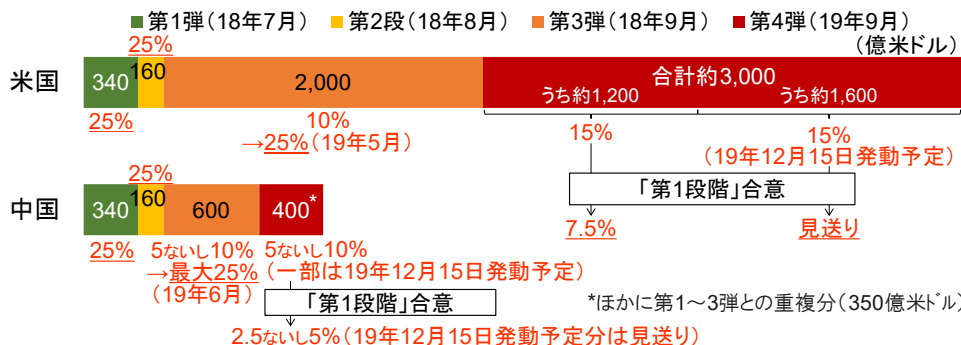 ■第1弾(18年7月) ■第2段(18年8月) ■第3弾(18年9月) ■第4弾(19年9月)
(億米ドル)
25%
米国
340
160
2,000
合計約3,000
うち約1,200
うち約1,600
25%
10%
→25%(19年5月)
15%
15%
(19年12月15日発動予定)
「第1段階」合意
7.5%
見送り
25%
中国
340
160
600
400*
25%
5ないし10%
→最大25%
(19年6月)
5ないし10%
(一部は19年12月15日発動予定)
「第1段階」合意
2.5ないし5%(19年12月15日発動予定分は見送り)
*ほかに第1～3弾との重複分(350億米ドル)